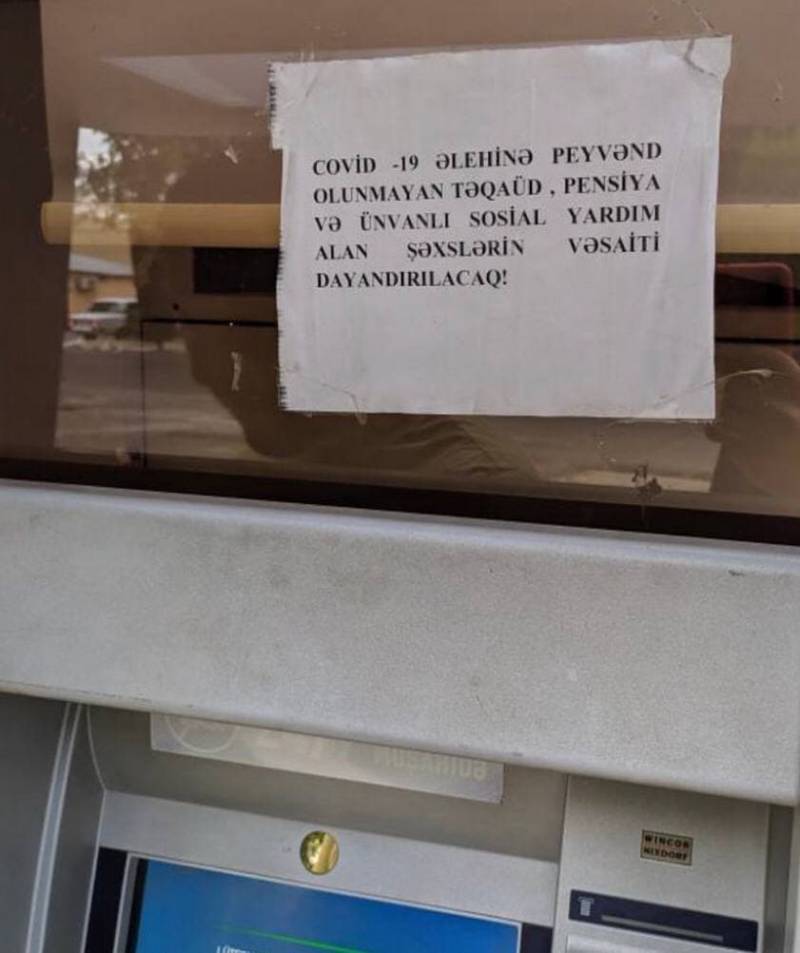 COVİD -19 ƏLEHİNƏ PEYVƏND
OLUNMAYAN TƏQAÜD , PENSİYA
VƏ ÜNVANLI SOSİAL YARDIM
ALAN ŞƏXSLƏRİN VƏSAİTİ
DAYANDIRILACAQ!
WINCOR
NIXDORF